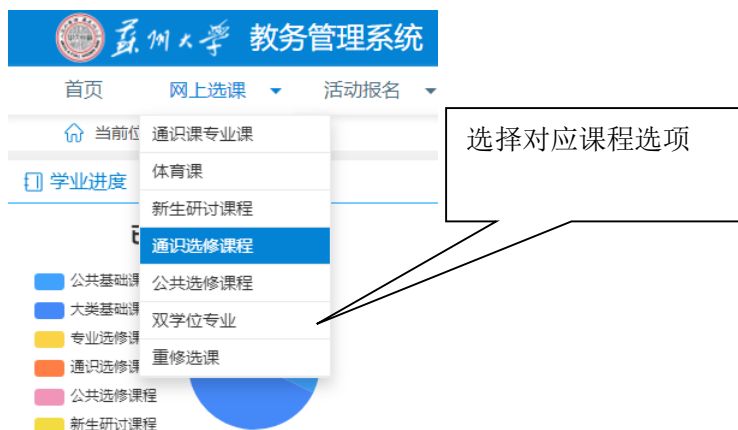 蘇州大學 教务管理系统
首页 网上选课 活动报名
当前位
通识课专业课
体育课
新生研讨课程
通识选修课程
公共选修课程
双学位专业
重修选课
选择对应课程选项
学业进度
公共基础课
大类基础课
专业选修课
通识选修课
公共选修课程
新生研讨课程